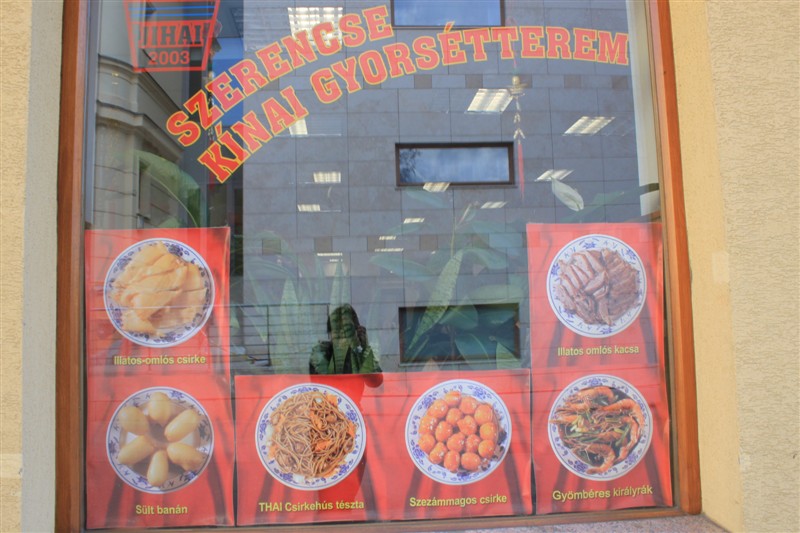 THAI
2003
SZERENCSE
KÍNAI GYORSÉTTEREM
Illatos-omlós csirke
Illatos omlós kacsa
Sült banán
THAI Csirkehús tészta
Szezámmagos csirke
Gyömbéres királyrák